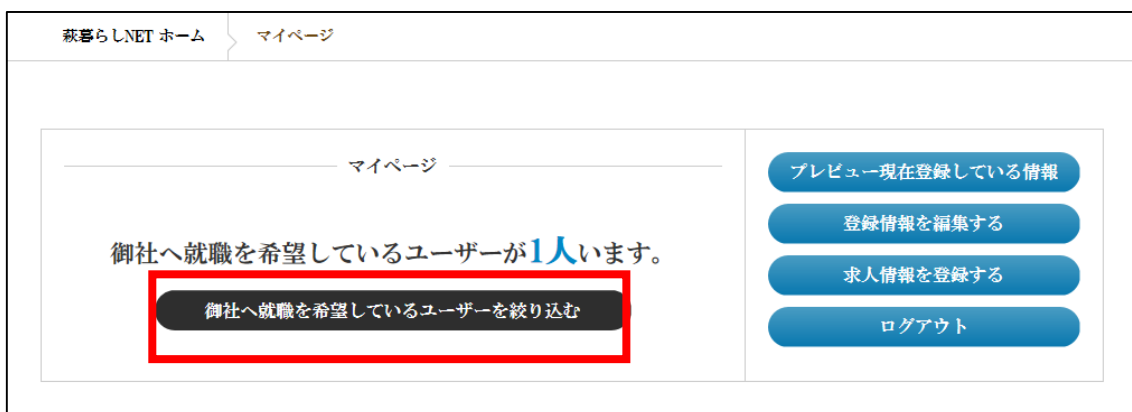 萩暮らしNET ホーム
マイページ
マイページ
御社へ就職を希望しているユーザーが1人います。
御社へ就職を希望しているユーザーを絞り込む
プレビュー現在登録している情報
登録情報を編集する
求人情報を登録する
ログアウト